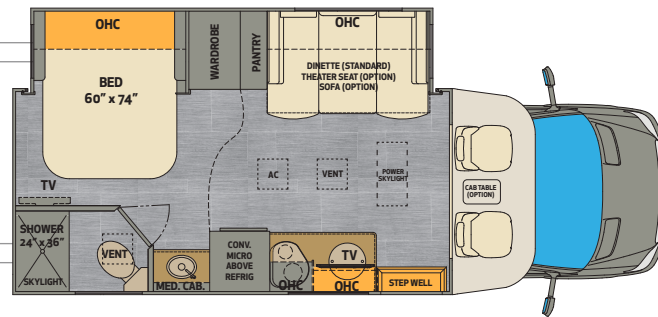 OHC
BED
60" x 74"
WARDROBE
PANTRY
OHC
DINETTE (STANDARD)
THEATER SEAT (OPTION)
SOFA (OPTION)
AC
VENT
POWER
SKYLIGHT
CAB TABLE
(OPTION)
TV
SHOWER
24" x 36"
SKYLIGHT
VENT
MED. CAB.
CONV.
MICRO
ABOVE
REFRIG
OHC
TV
OHC
STEP WELL